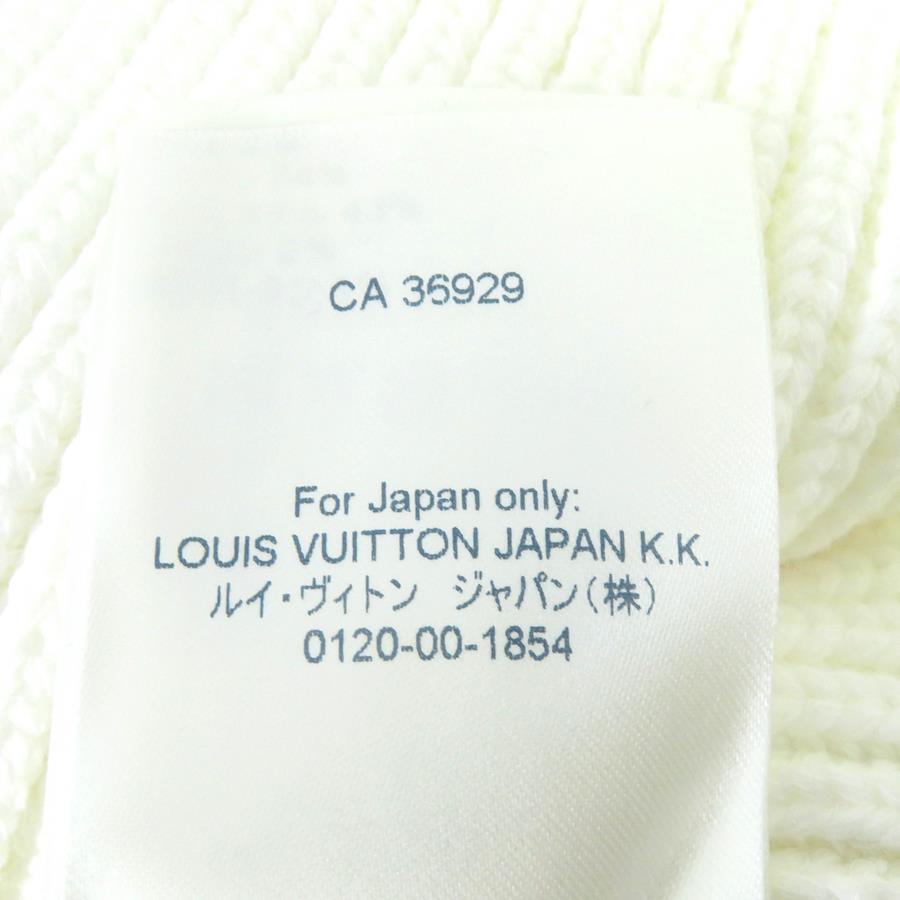 CA 36929
For Japan only:
LOUIS VUITTON JAPAN K.K.
ルイ・ヴィトン　ジャパン(株)
0120-00-1854